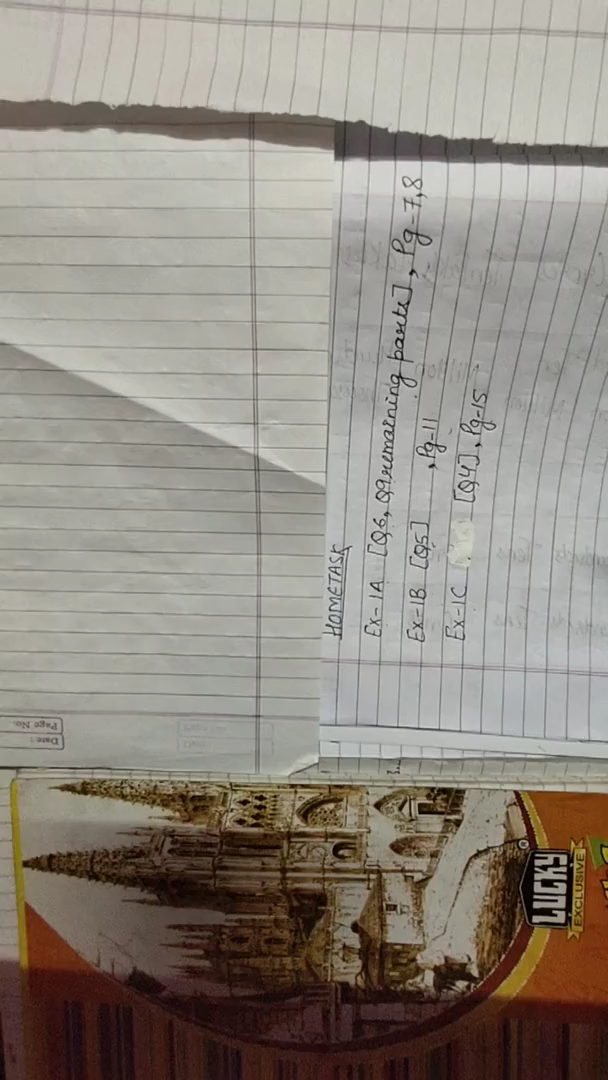 HOMETASK
Ex-1A [Q6, Q9 remaining parts], Pg-7,8
Ex-1B [Q5] , Pg-11
Ex-1C [Q4], Pg-15
Date:
Page No.
LUCKY
®
EXCLUSIVE